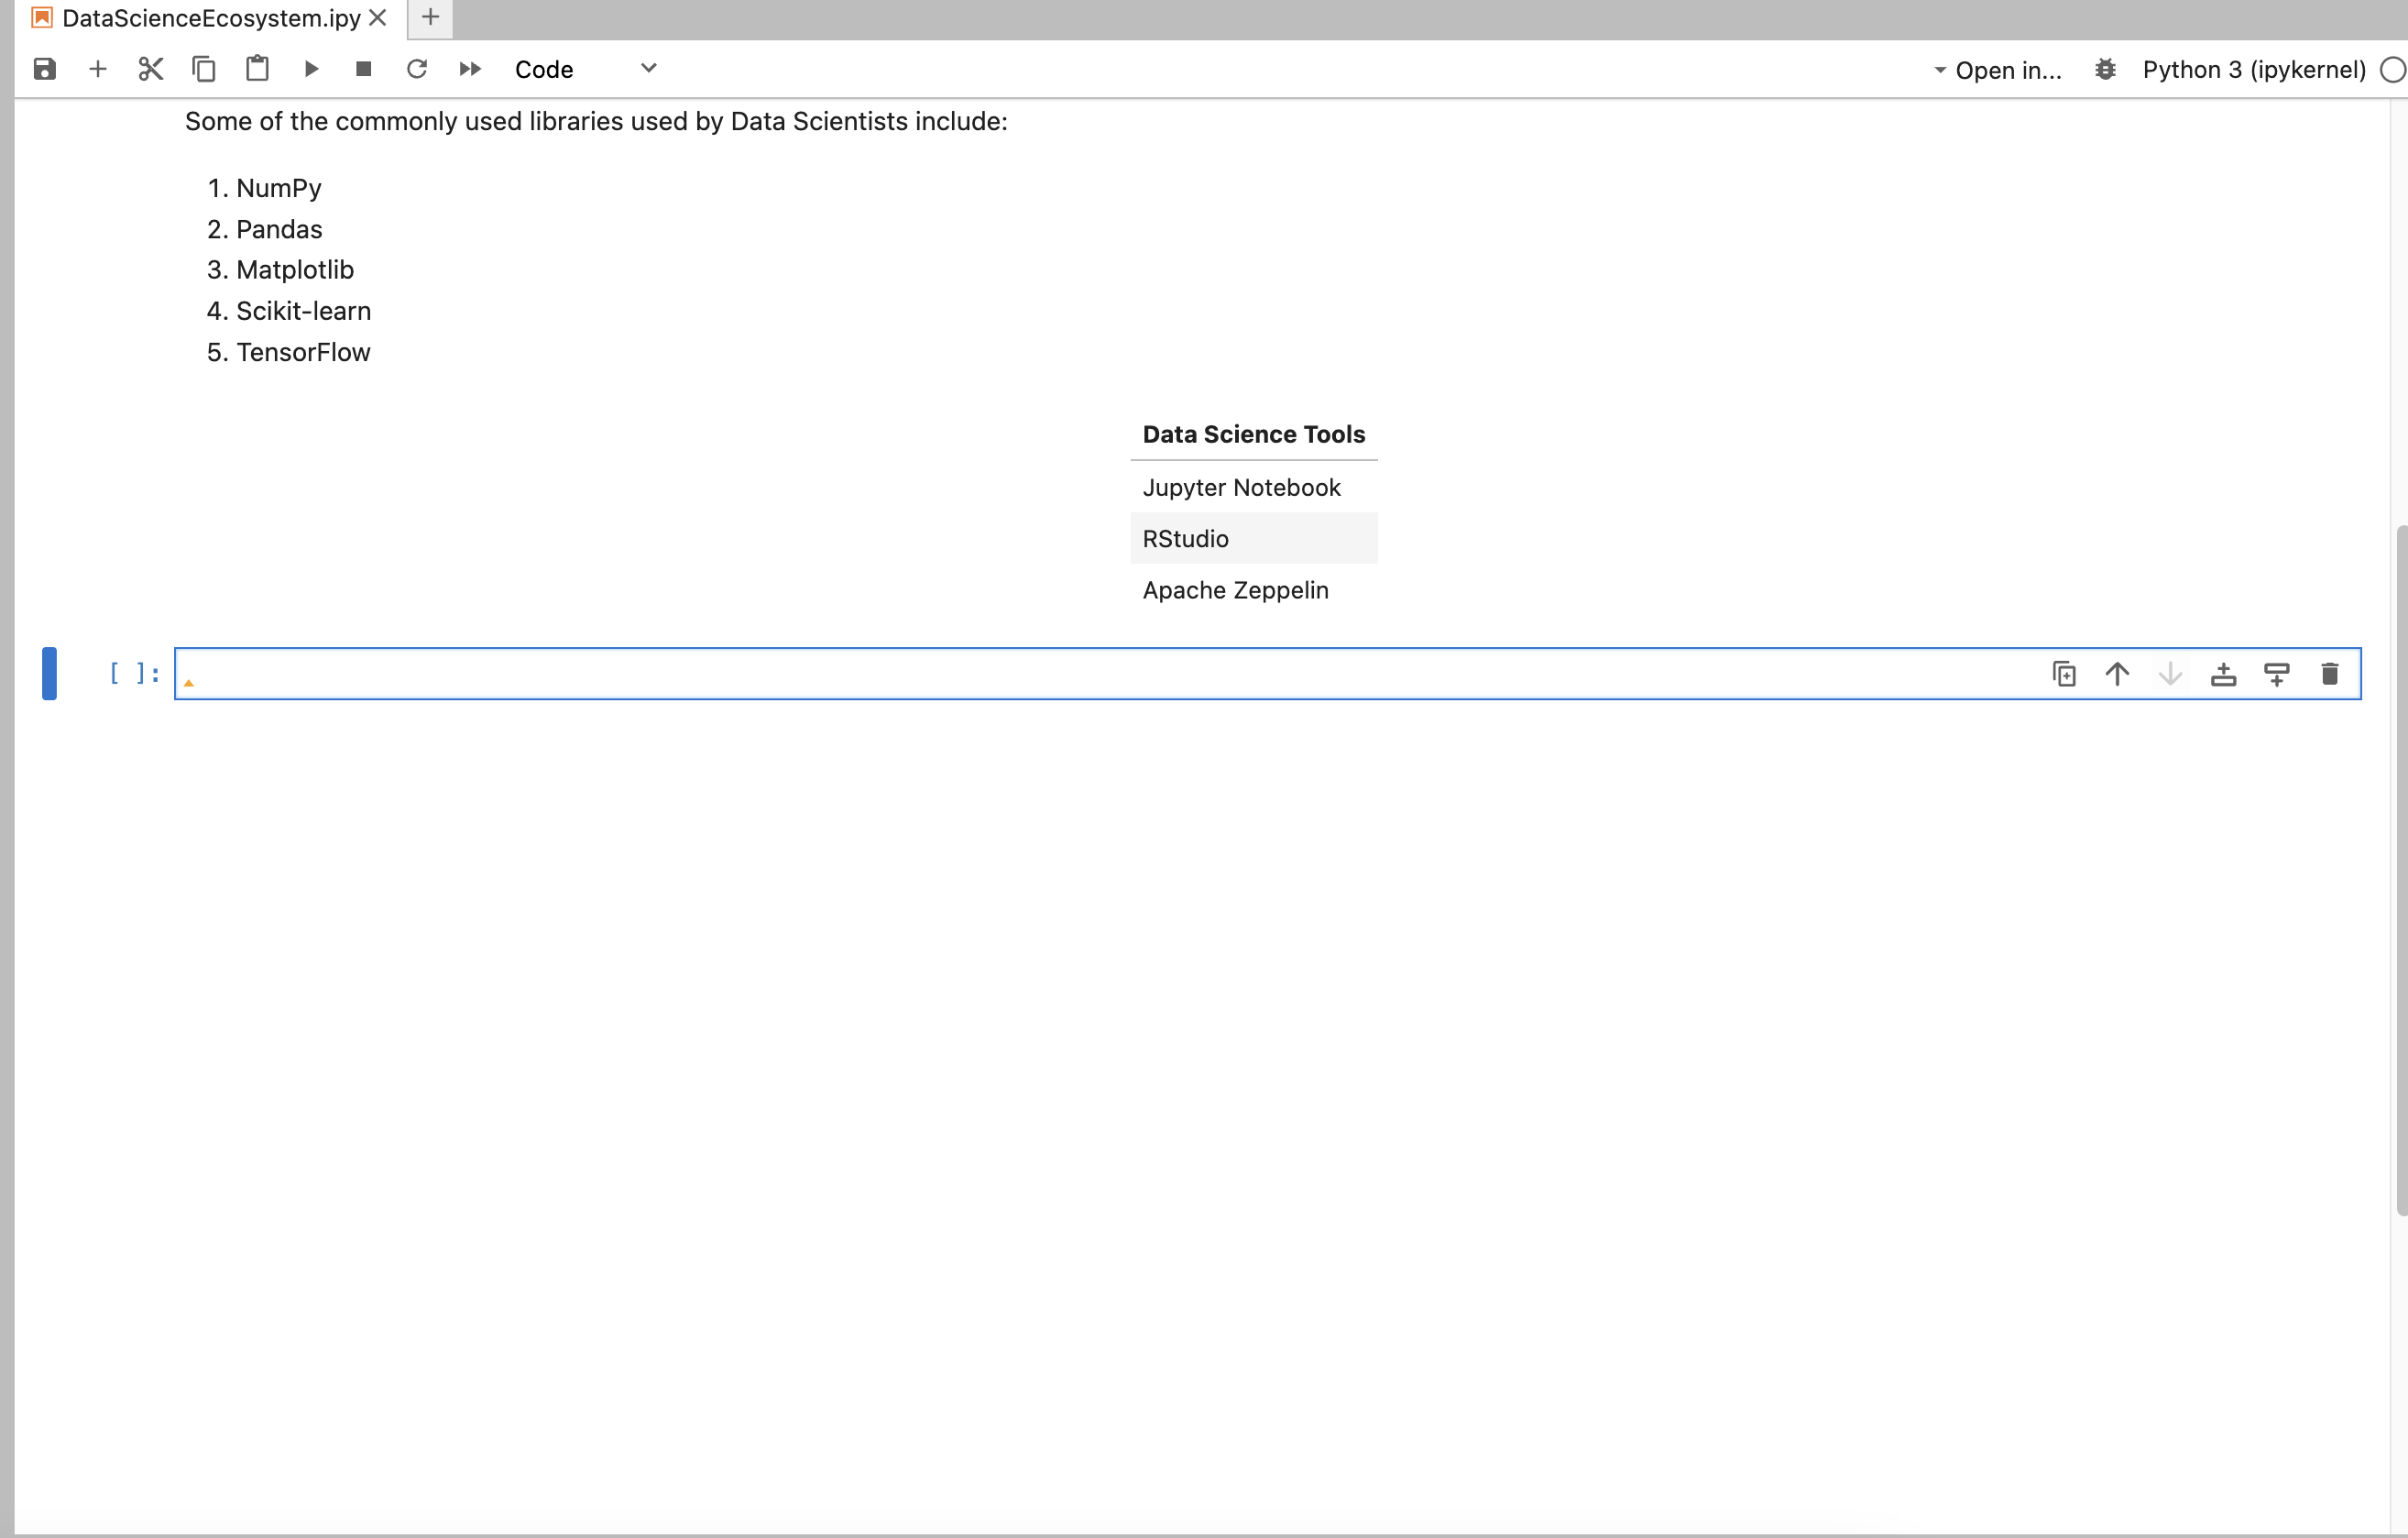 DataScienceEcosystem.ipy
Code
Open in...
Python 3 (ipykernel)
Some of the commonly used libraries used by Data Scientists include:
1. NumPy
2. Pandas
3. Matplotlib
4. Scikit-learn
5. TensorFlow
Data Science Tools
Jupyter Notebook
RStudio
Apache Zeppelin
[ ]: